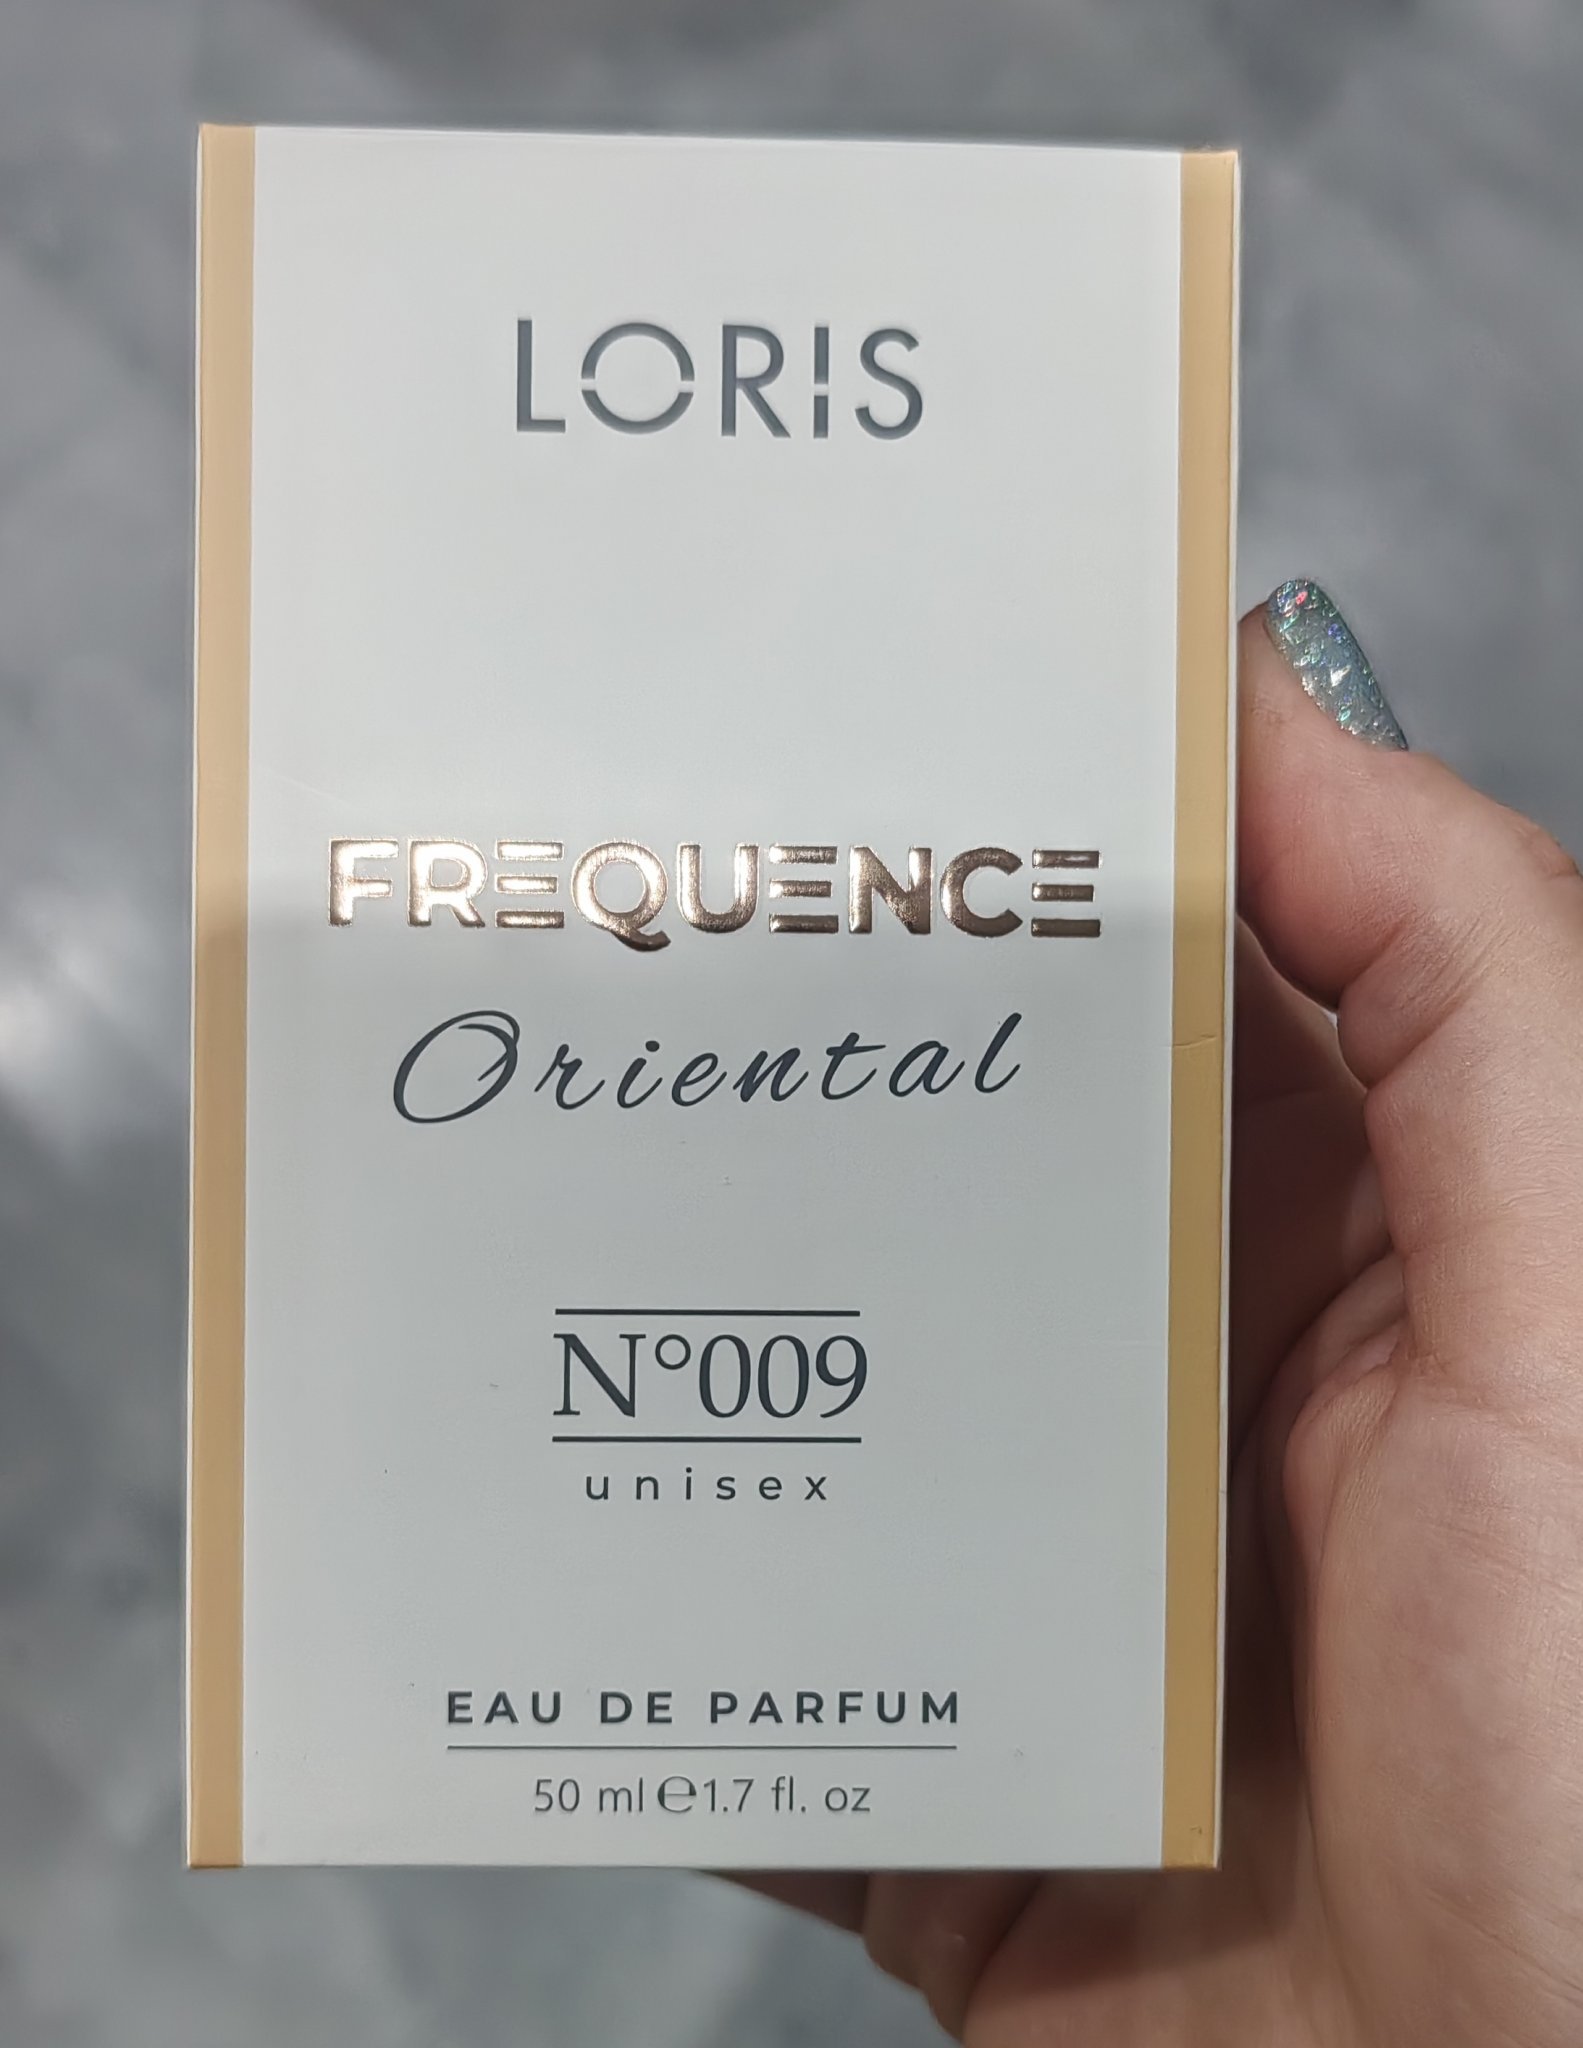 LORIS
FREQUENCE
Oriental
N°009
unisex
EAU DE PARFUM
50 ml ℮ 1.7 fl. oz